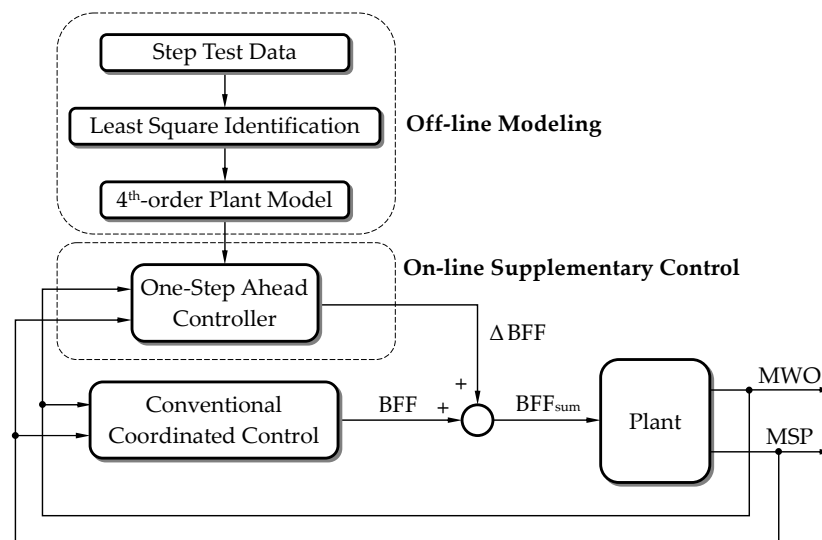 Step Test Data
Least Square Identification
Off-line Modeling
4th-order Plant Model
On-line Supplementary Control
One-Step Ahead
Controller
Δ BFF
+
MWO
Conventional
Coordinated Control
BFF
+
BFFsum
Plant
MSP